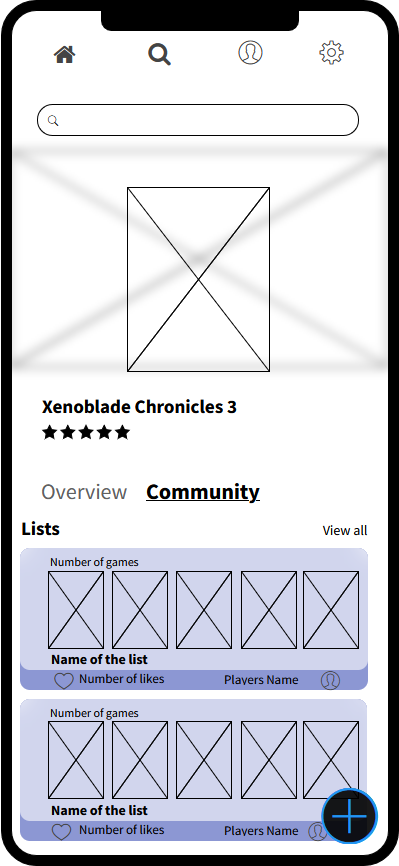 Xenoblade Chronicles 3
Overview Community
Lists View all
Number of games
Name of the list
Number of likes Players Name
Number of games
Name of the list
Number of likes Players Name